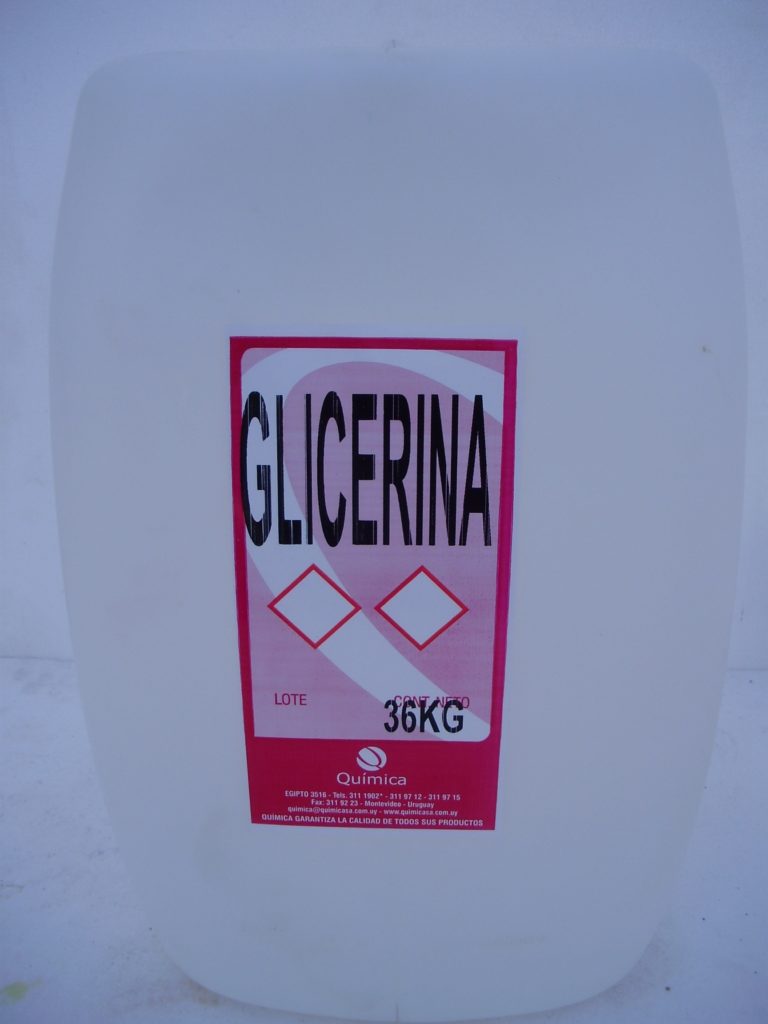 GLICERINA
LOTE
CONT. NETO
36KG
Química
EGIPTO 3516 - Tels. 311 1902* - 311 97 12 - 311 97 15
Fax: 311 92 23 - Montevideo - Uruguay
quimica@quimicasa.com.uy - www.quimicasa.com.uy
QUÍMICA GARANTIZA LA CALIDAD DE TODOS SUS PRODUCTOS